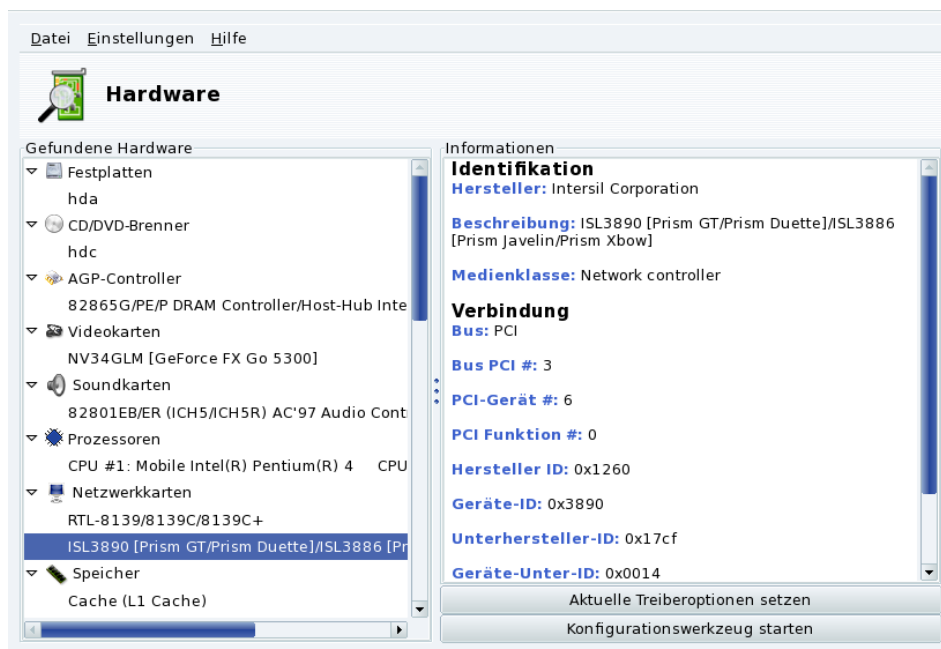 Datei Einstellungen Hilfe
Hardware
Gefundene Hardware
Festplatten
hda
CD/DVD-Brenner
hdc
AGP-Controller
82865G/PE/P DRAM Controller/Host-Hub Inte
Videokarten
NV34GLM [GeForce FX Go 5300]
Soundkarten
82801EB/ER (ICH5/ICH5R) AC'97 Audio Cont
Prozessoren
CPU #1: Mobile Intel(R) Pentium(R) 4 CPU
Netzwerkkarten
RTL-8139/8139C/8139C+
ISL3890 [Prism GT/Prism Duette]/ISL3886 [Pr
Speicher
Cache (L1 Cache)
Informationen
Identifikation
Hersteller: Intersil Corporation
Beschreibung: ISL3890 [Prism GT/Prism Duette]/ISL3886
[Prism Javelin/Prism Xbow]
Medienklasse: Network controller
Verbindung
Bus: PCI
Bus PCI #: 3
PCI-Gerät #: 6
PCI Funktion #: 0
Hersteller ID: 0x1260
Geräte-ID: 0x3890
Unterhersteller-ID: 0x17cf
Geräte-Unter-ID: 0x0014
Aktuelle Treiberoptionen setzen
Konfigurationswerkzeug starten